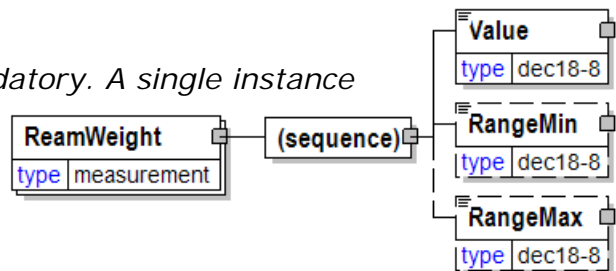 Value
type dec18-8
datory. A single instance
ReamWeight
type measurement
(sequence)
RangeMin
type dec18-8
RangeMax
type dec18-8